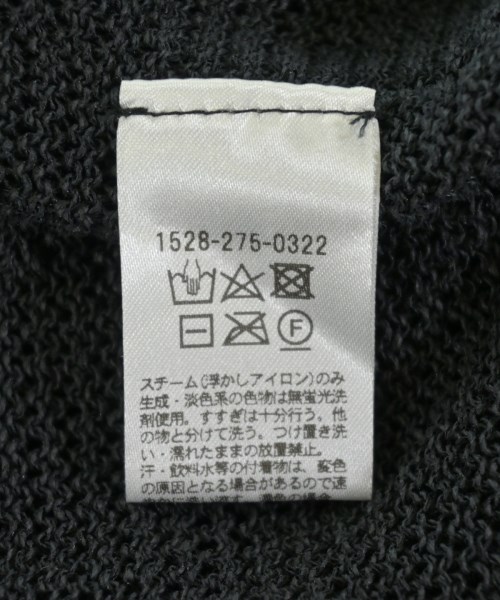 1528-275-0322
F
スチーム(浮かしアイロン)のみ
生成・淡色系の色物は無蛍光洗
剤使用。すすぎは十分行う。他
の物と分けて洗う。つけ置き洗
い・濡れたままの放置禁止。
汗・飲料水等の付着物は、変色
の原因となる場合があるので速